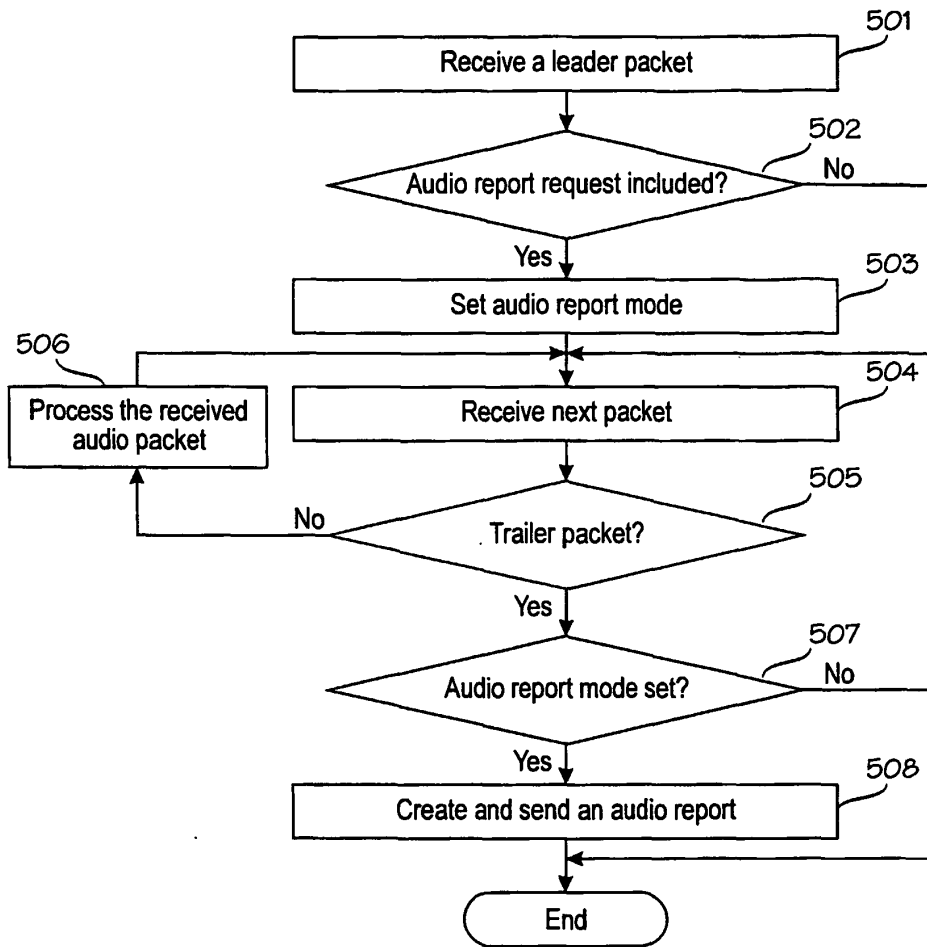 501
Receive a leader packet
502
Audio report request included?
No
Yes
503
Set audio report mode
506
504
Process the received
audio packet
Receive next packet
505
No
Trailer packet?
Yes
507
No
Audio report mode set?
Yes
508
Create and send an audio report
End